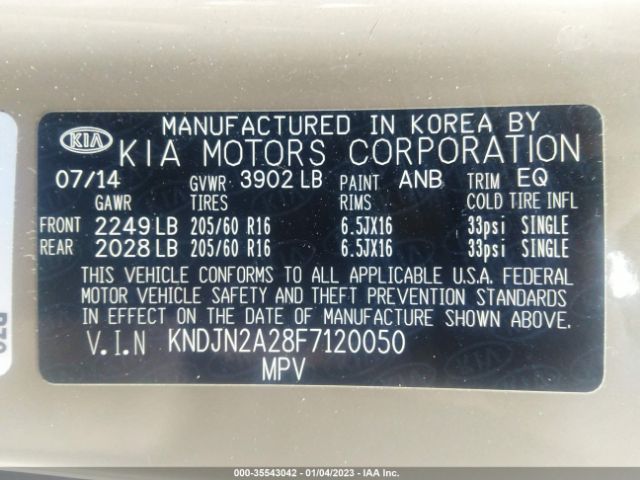 MANUFACTURED IN KOREA BY
KIA KIA MOTORS CORPORATION
07/14 GVWR 3902 LB PAINT ANB TRIM EQ
GAWR TIRES RIMS COLD TIRE INFL
FRONT 2249 LB 205/60 R16 6.5JX16 33psi SINGLE
REAR 2028 LB 205/60 R16 6.5JX16 33psi SINGLE
THIS VEHICLE CONFORMS TO ALL APPLICABLE U.S.A. FEDERAL
MOTOR VEHICLE SAFETY AND THEFT PREVENTION STANDARDS
IN EFFECT ON THE DATE OF MANUFACTURE SHOWN ABOVE.
V.I.N KNDJN2A28F7120050
MPV
000-35543042 - 01/04/2023 - IAA Inc.